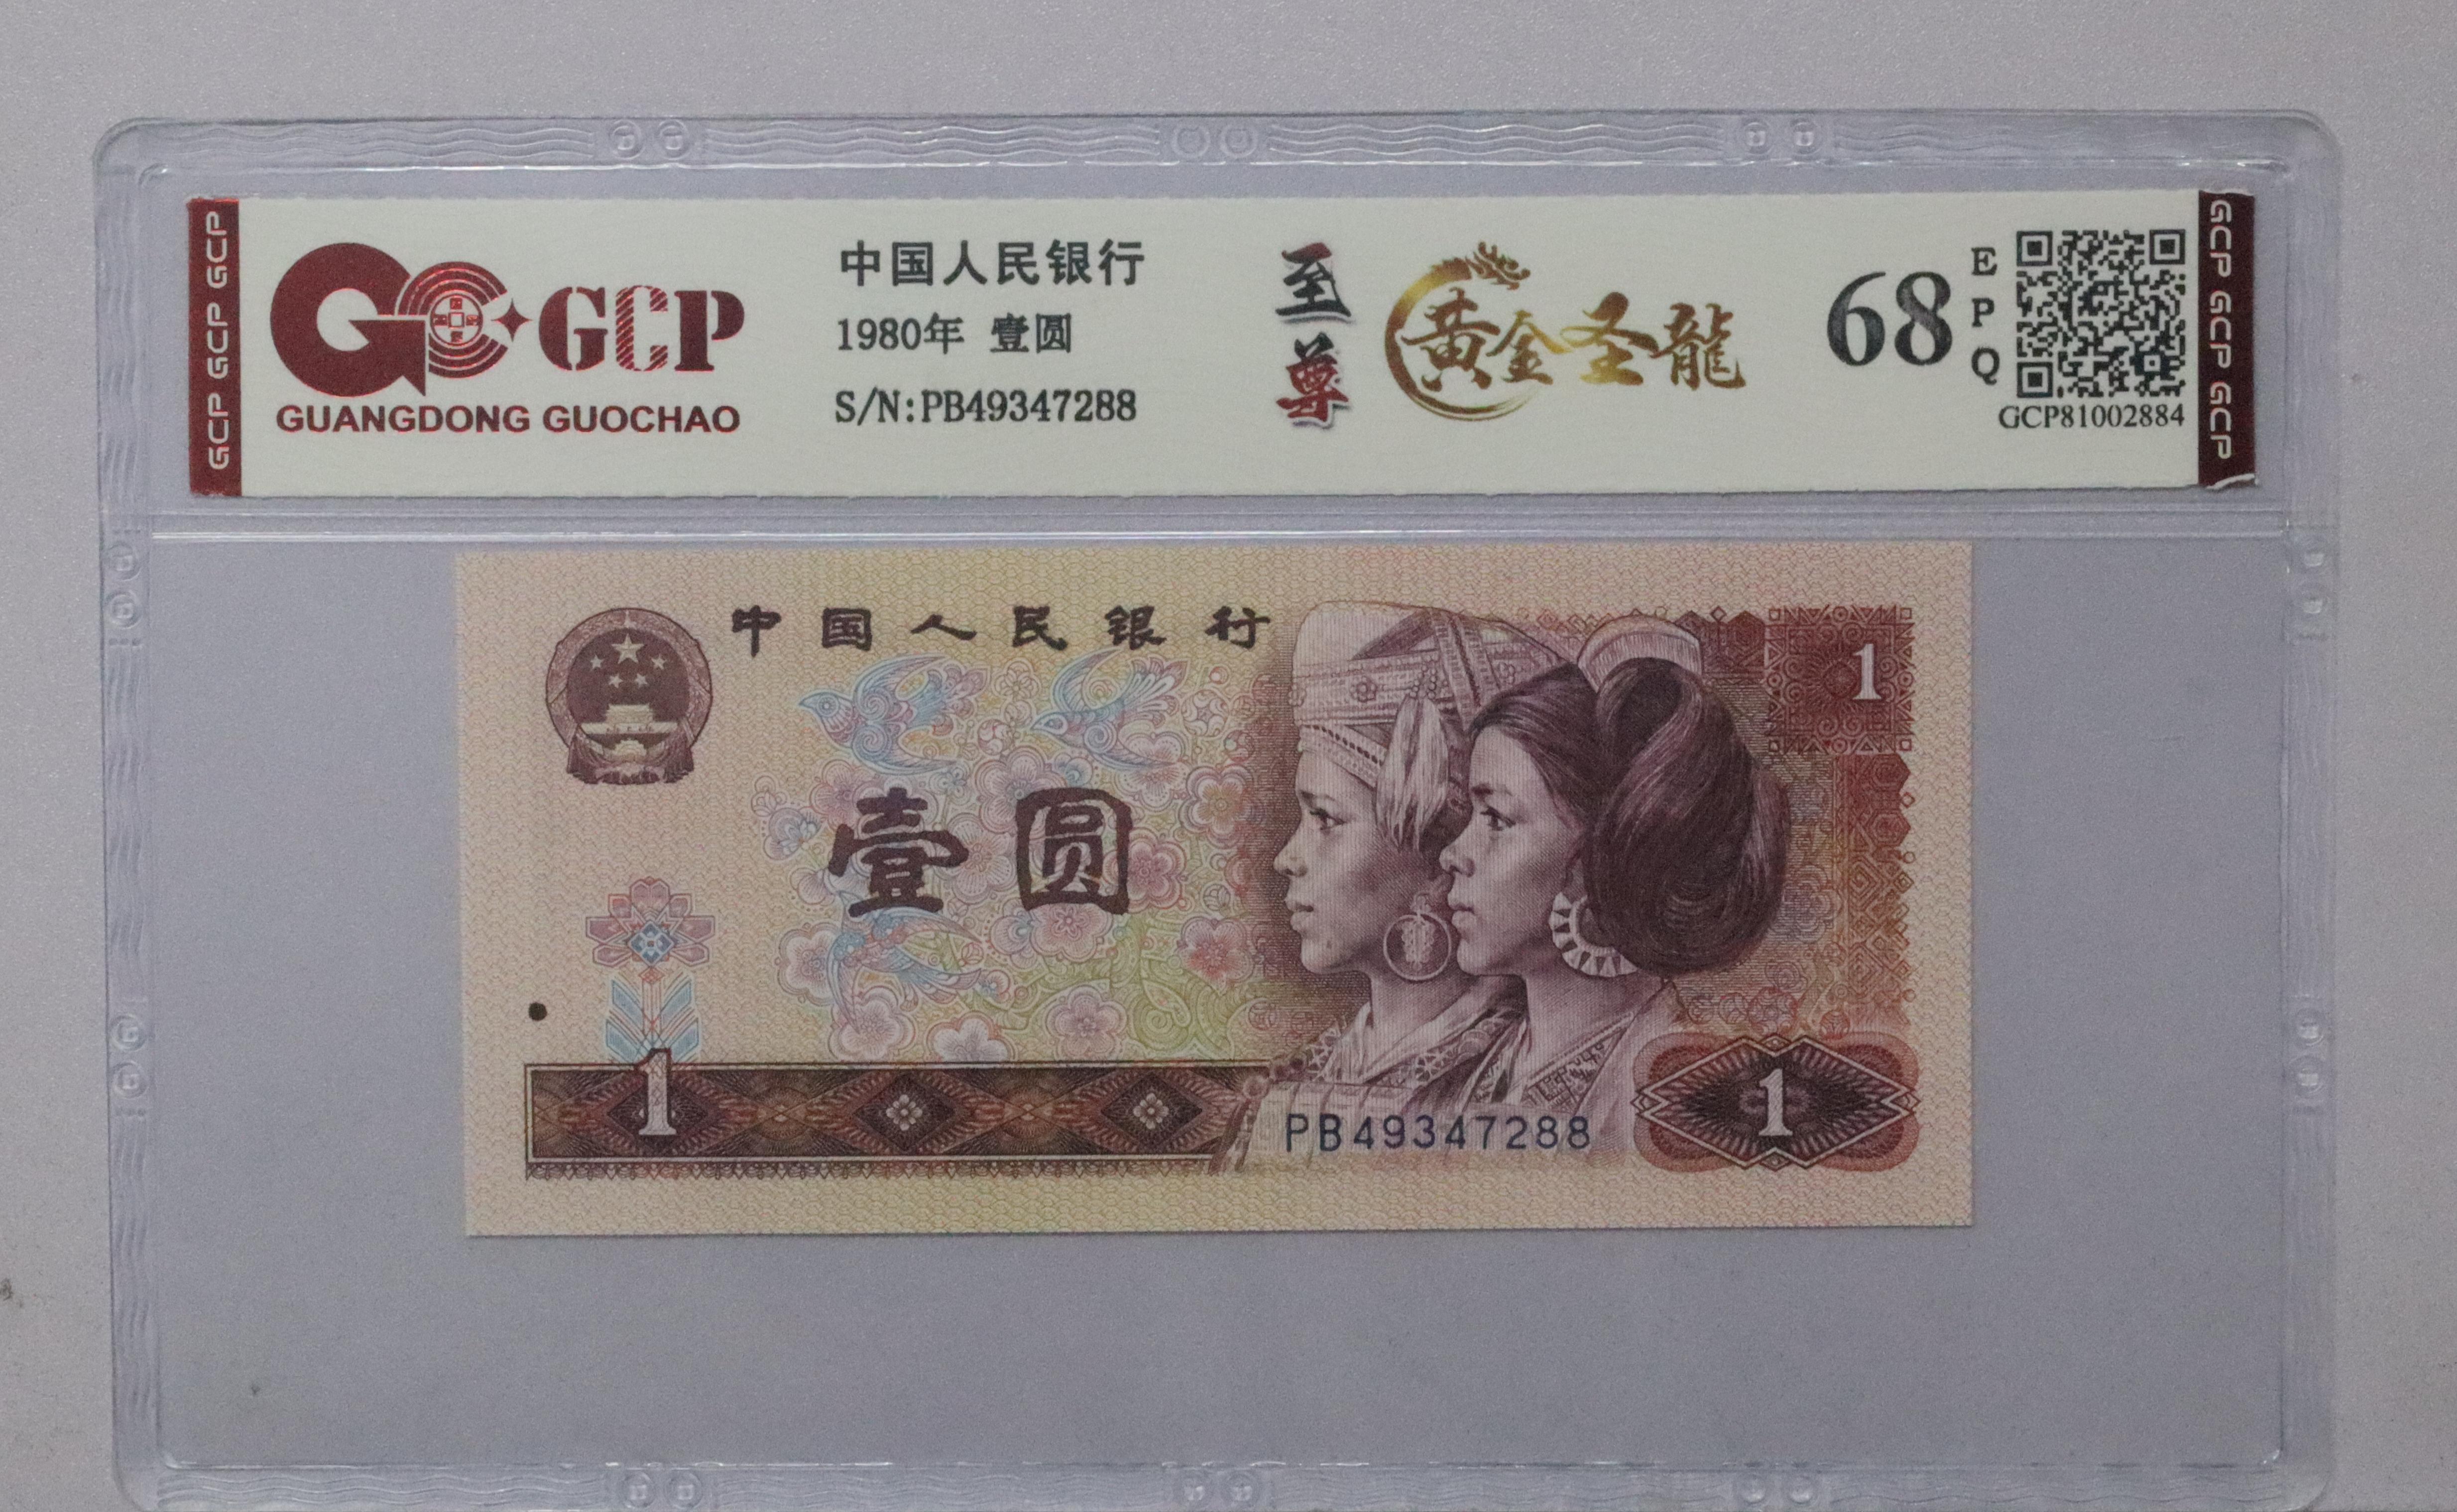 GCP GCP GCP
GCP
GUANGDONG GUOCHAO
中国人民银行
1980年 壹圆
S/N:PB49347288
至尊
黄金圣龍
68
EPQ
GCP81002884
GCP GCP GCP
中国人民银行
1
壹圆
1
PB49347288
1